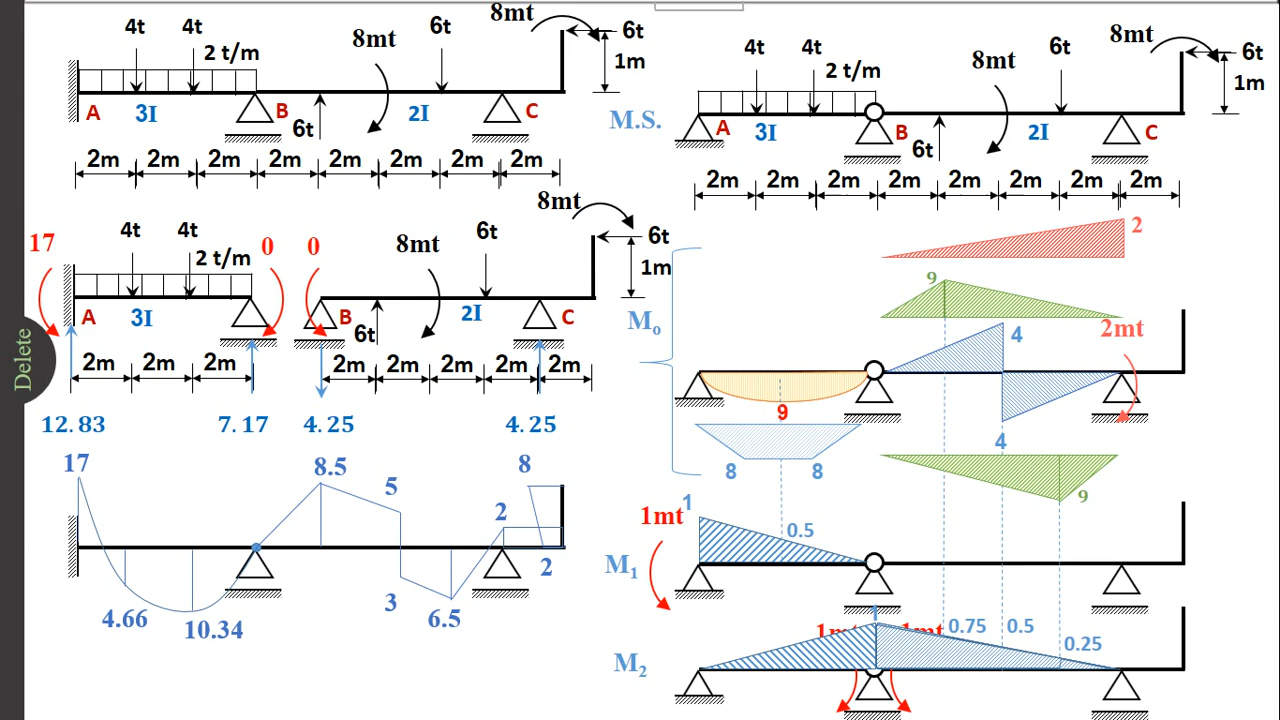 8mt
4t 4t 6t 6t
8mt
2 t/m 1m
A 3I B 6t 2I C
2m 2m 2m 2m 2m 2m 2m 2m
8mt
4t 4t 6t 6t
8mt
2 t/m 1m
M.S. A 3I B 6t 2I C
2m 2m 2m 2m 2m 2m 2m 2m
8mt
17 4t 4t 0 0 8mt 6t 6t
2 t/m 1m
A 3I B 6t 2I C
2m 2m 2m 2m 2m 2m 2m 2m
12.83 7.17 4.25 4.25
Delete
17 8.5 5 8
2
4.66 10.34 3 6.5 2
2
9
Mo 4 2mt
9 4
8 8 9
1mt 1
0.5
M1
1 0.75 0.5 0.25
1mt 1mt
M2